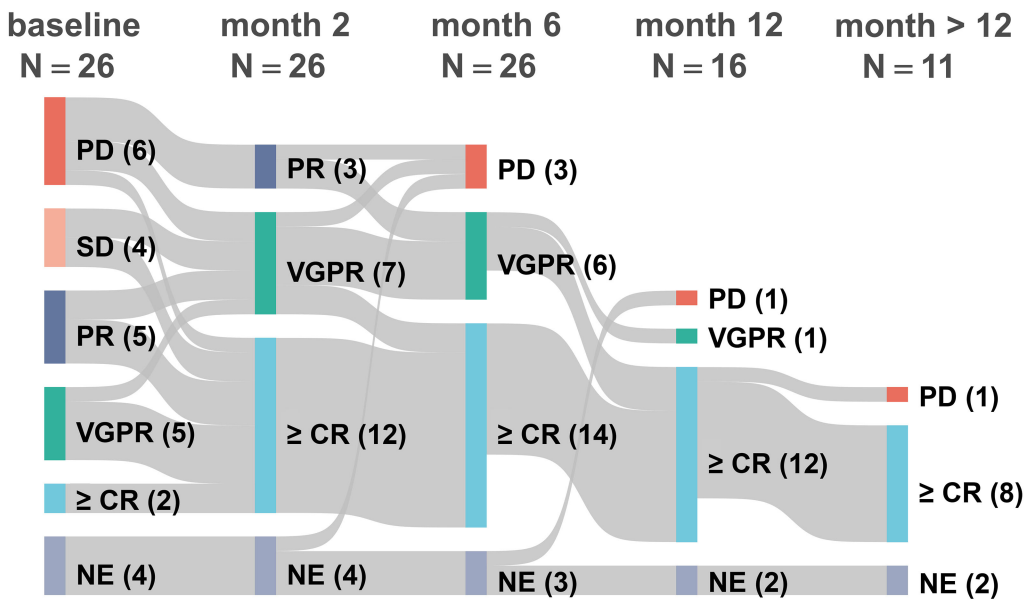 baseline
N = 26
month 2
N = 26
month 6
N = 26
month 12
N = 16
month > 12
N = 11
PD (6)
SD (4)
PR (5)
VGPR (5)
≥ CR (2)
NE (4)
PR (3)
VGPR (7)
≥ CR (12)
NE (4)
PD (3)
VGPR (6)
≥ CR (14)
NE (3)
PD (1)
VGPR (1)
≥ CR (12)
NE (2)
PD (1)
≥ CR (8)
NE (2)